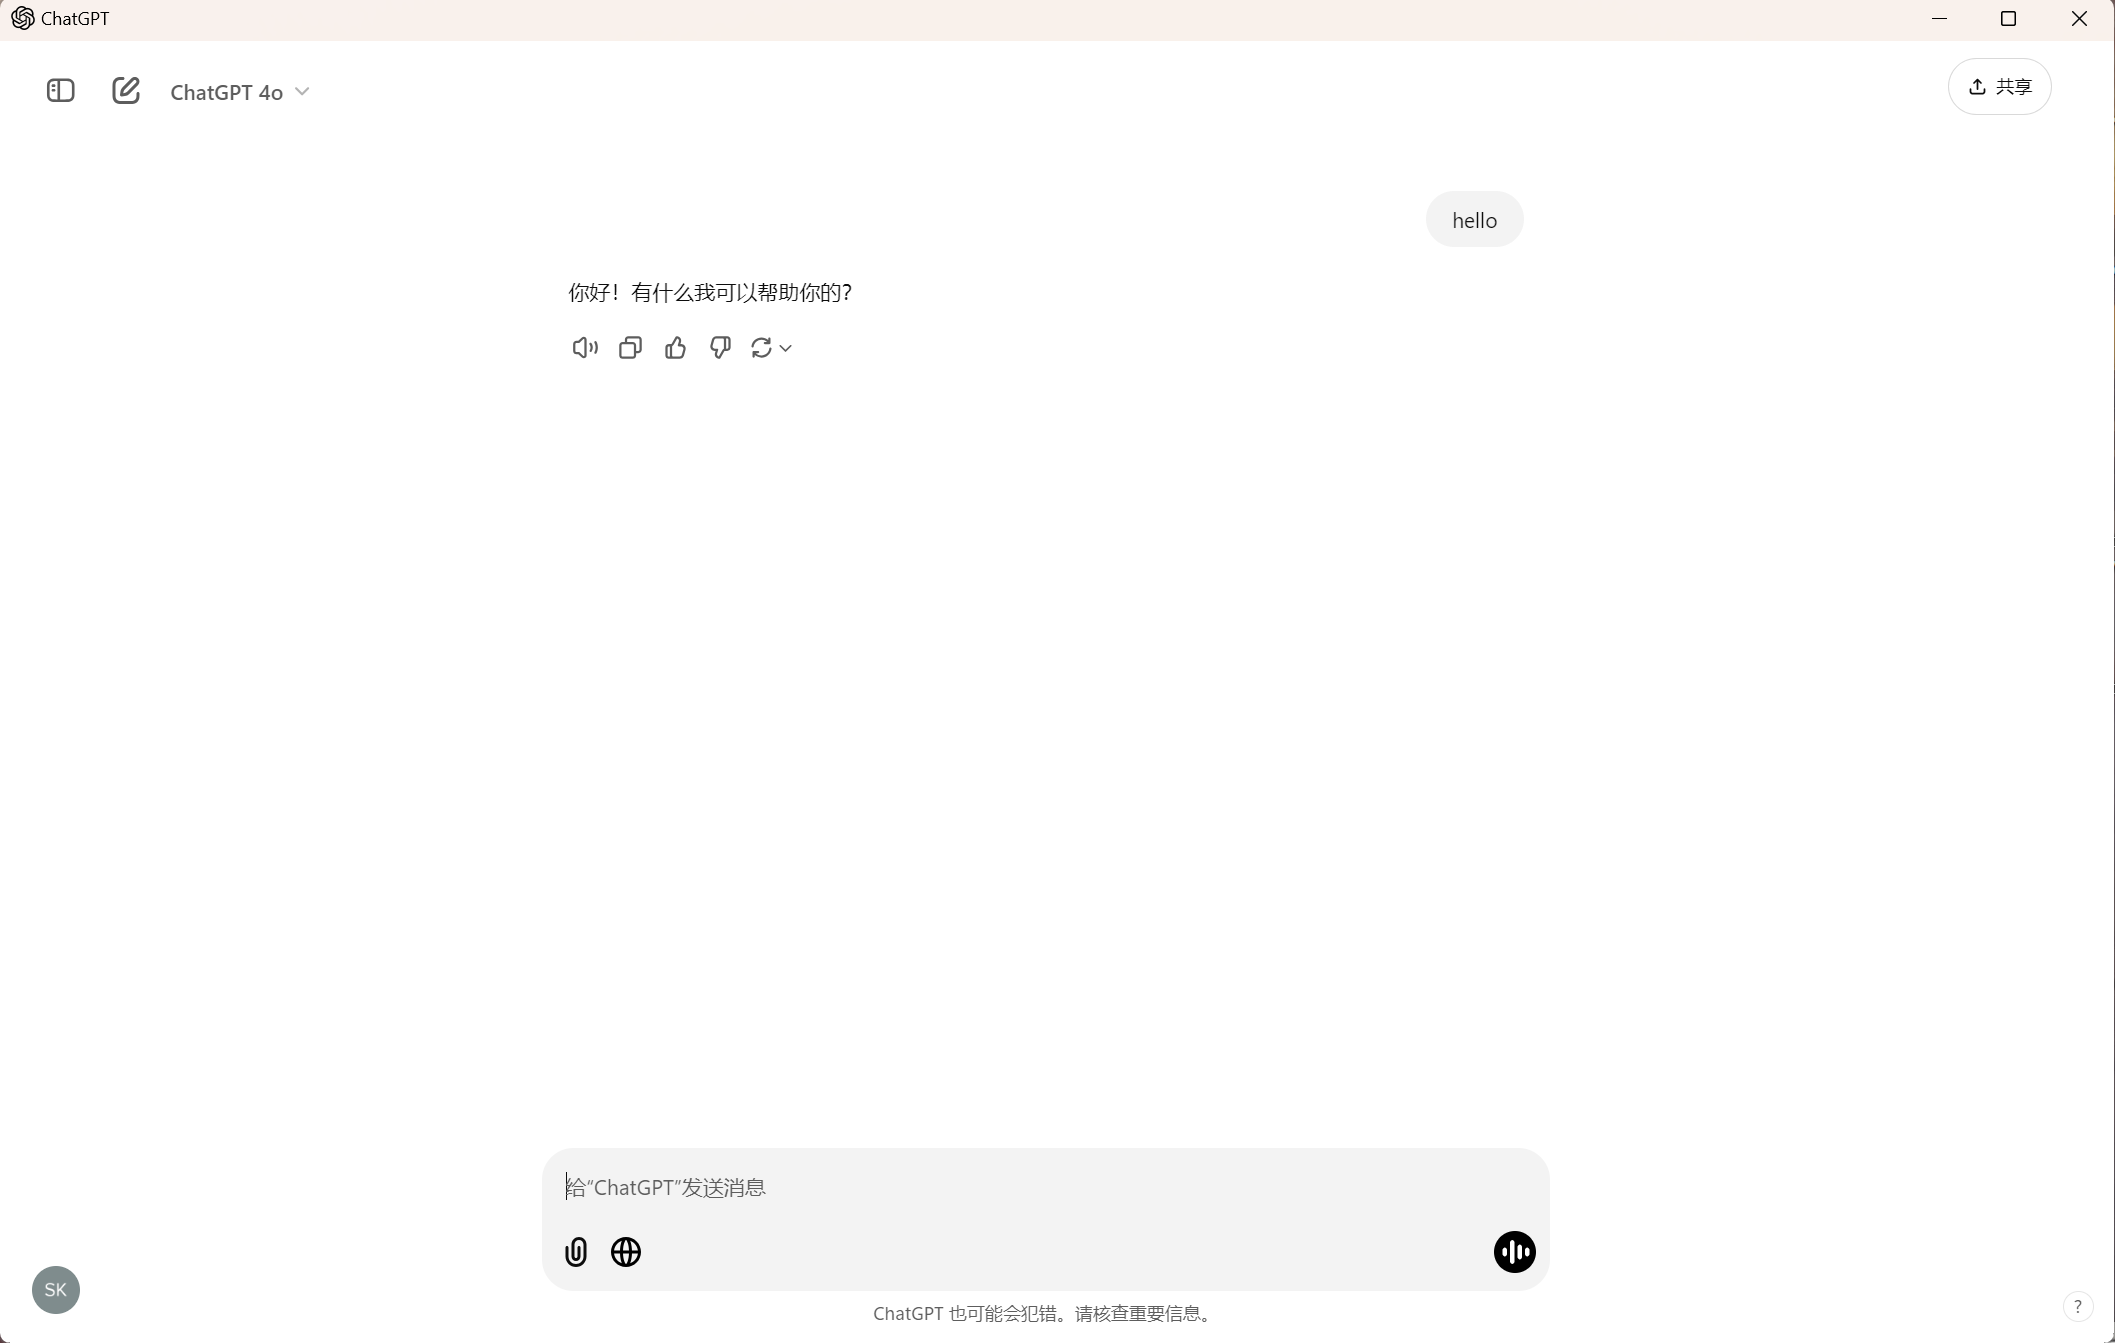 ChatGPT
ChatGPT 4o
共享
hello
你好！有什么我可以帮助你的？
给“ChatGPT”发送消息
SK
ChatGPT 也可能会犯错。请核查重要信息。
?